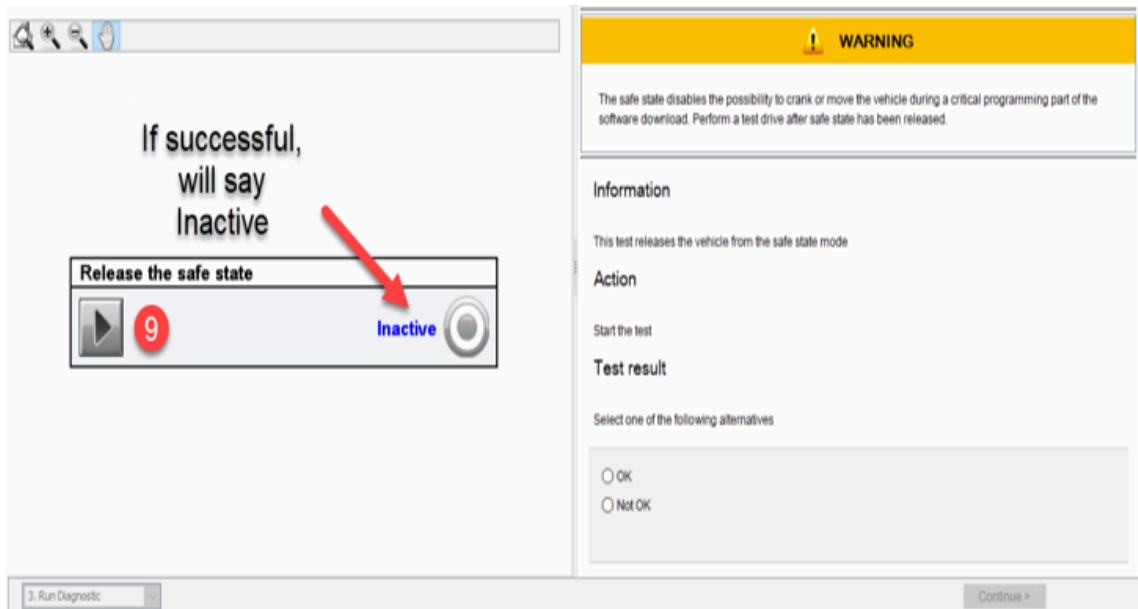 If successful,
will say
Inactive
Release the safe state
9
Inactive
3. Run Diagnostic
WARNING
The safe state disables the possibility to crank or move the vehicle during a critical programming part of the
software download. Perform a test drive after safe state has been released.
Information
This test releases the vehicle from the safe state mode
Action
Start the test
Test result
Select one of the following alternatives
OK
Not OK
Continue >